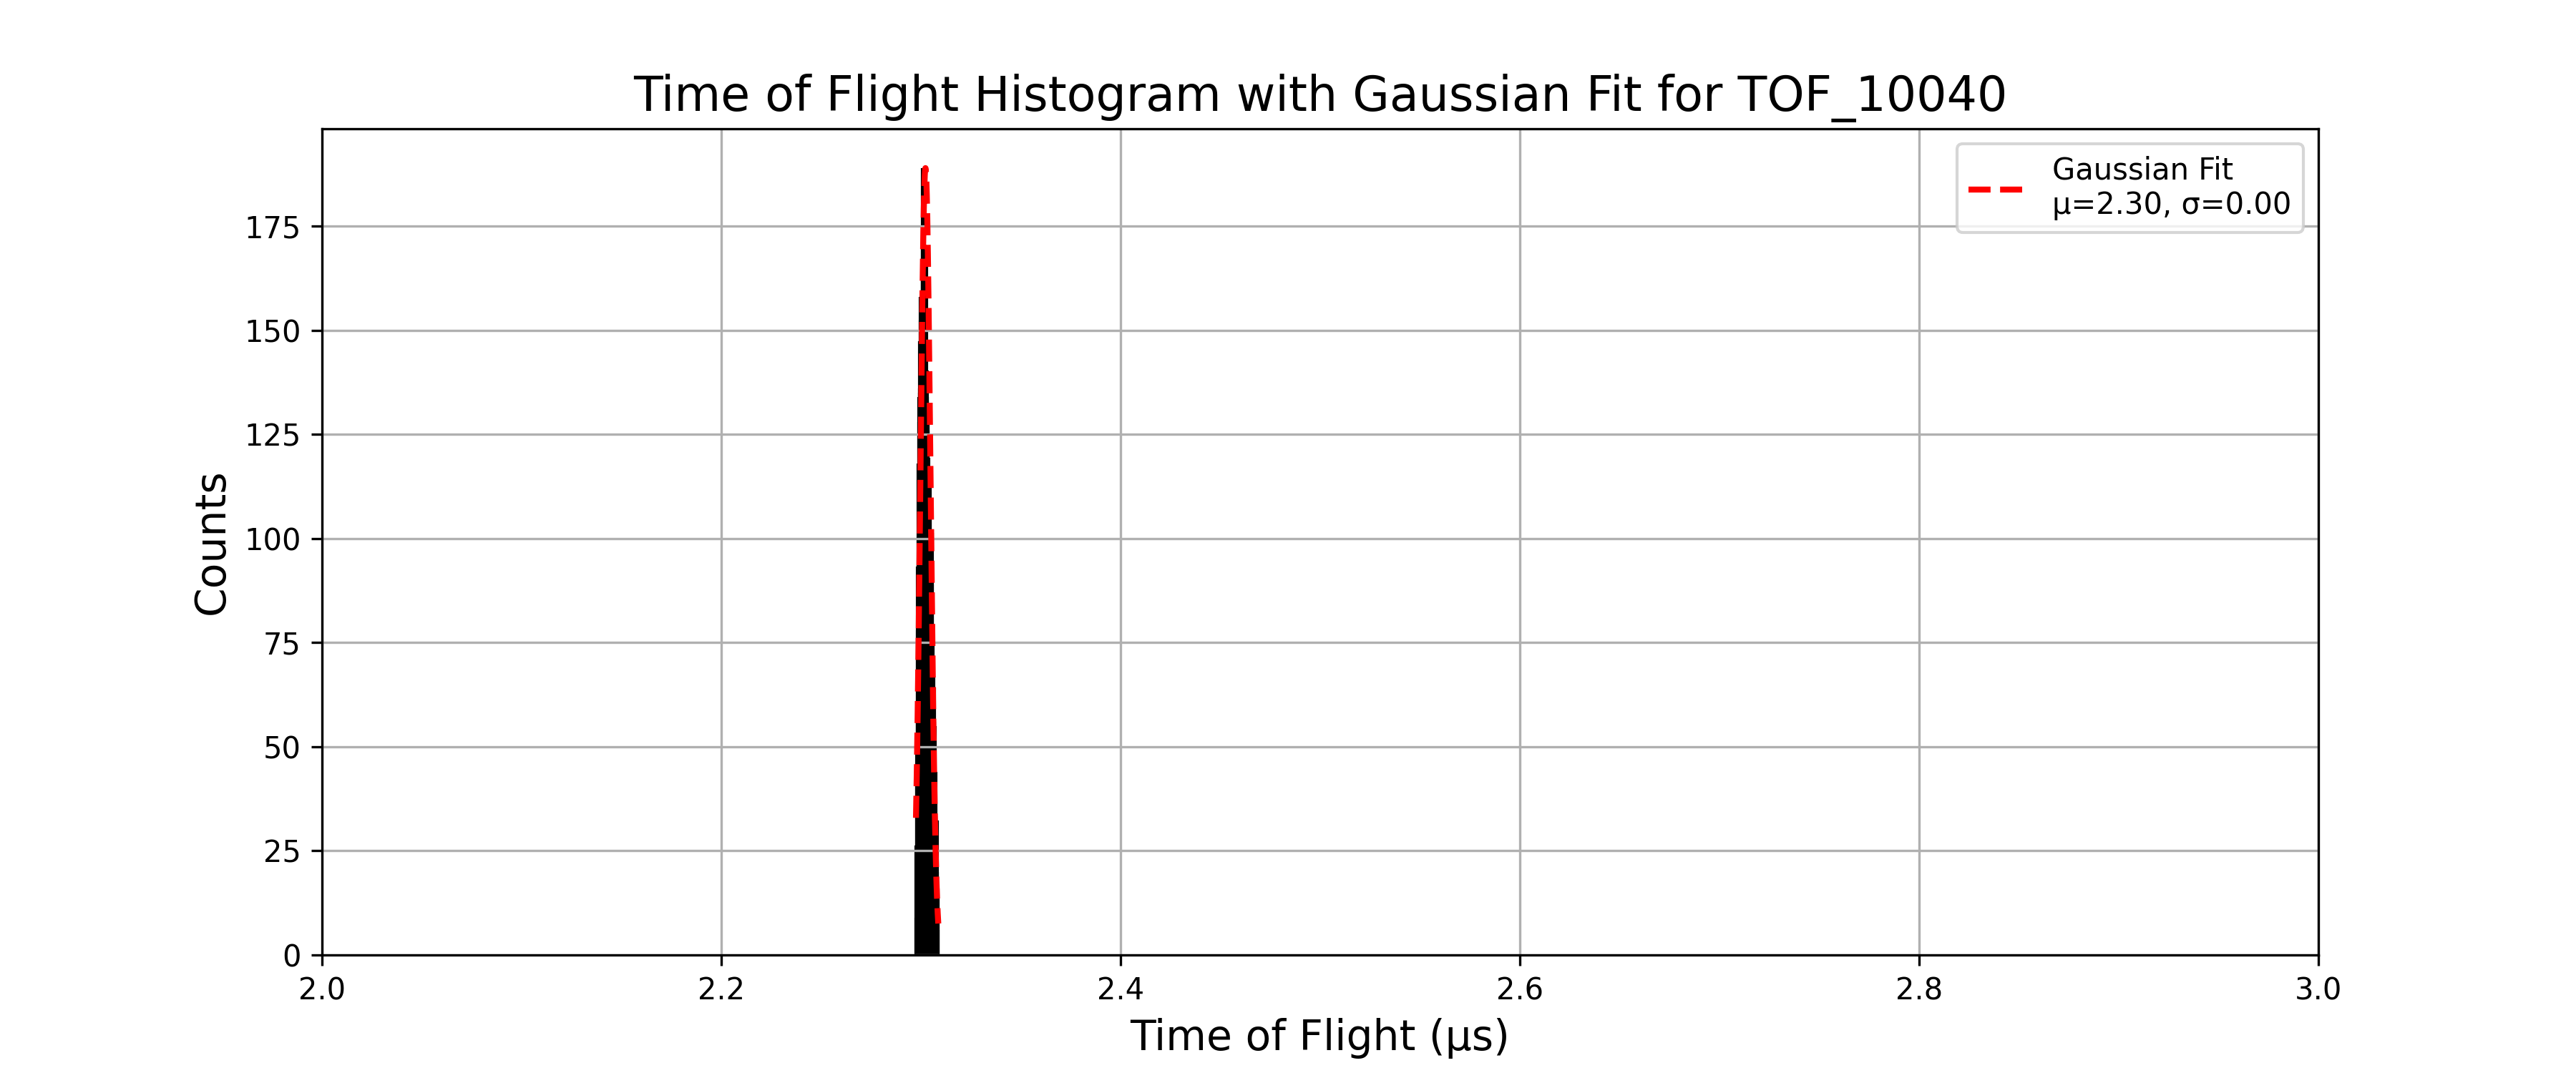 Time of Flight Histogram with Gaussian Fit for TOF_10040
Gaussian Fit
μ=2.30, σ=0.00
175
150
125
100
75
50
25
0
Counts
2.0 2.2 2.4 2.6 2.8 3.0
Time of Flight (μs)